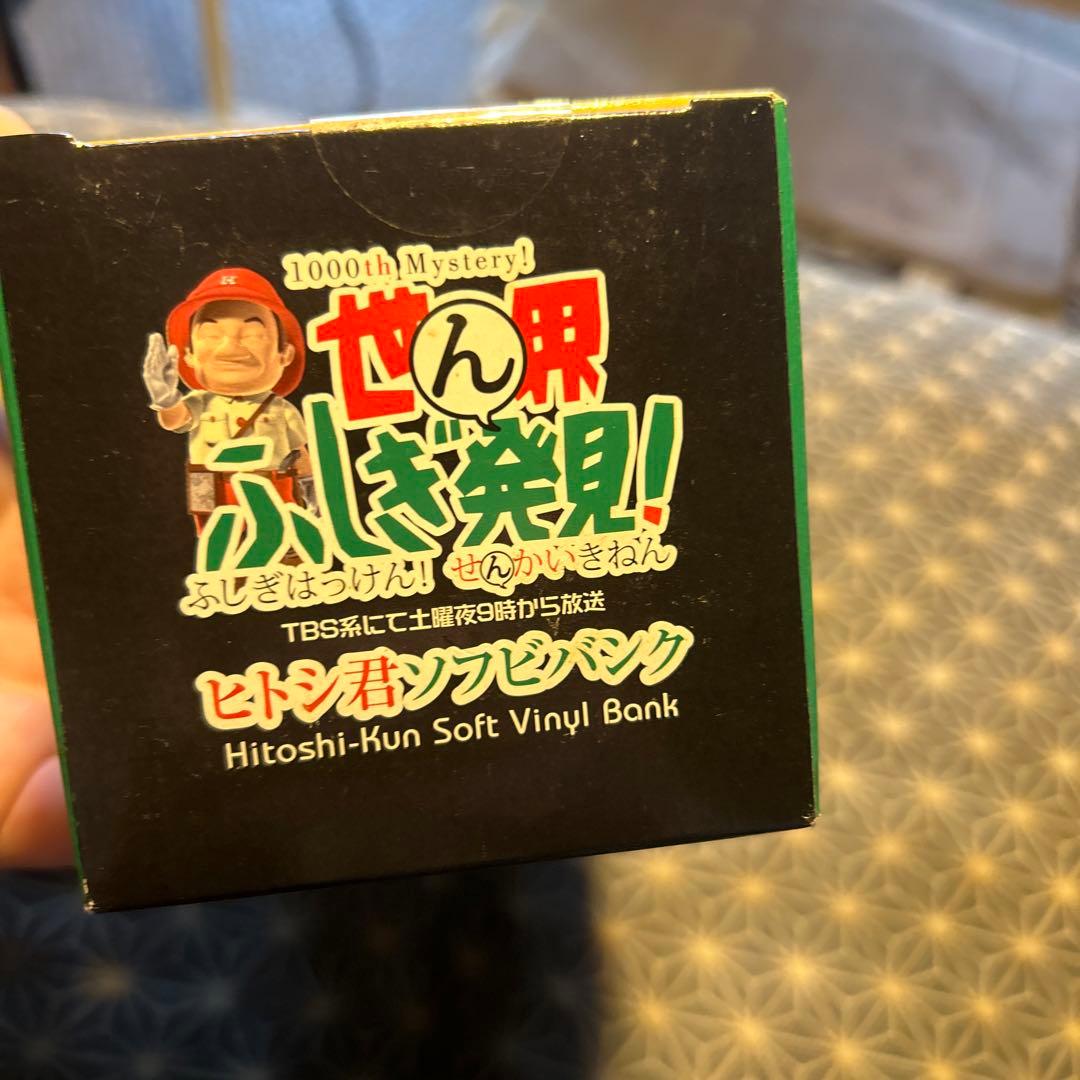 1000th Mystery!
世ん界
ふしぎ発見!
ふしぎはっけん! せんかいきねん
TBS系にて土曜夜9時から放送
ヒトシ君ソフビバンク
Hitoshi-Kun Soft Vinyl Bank
H